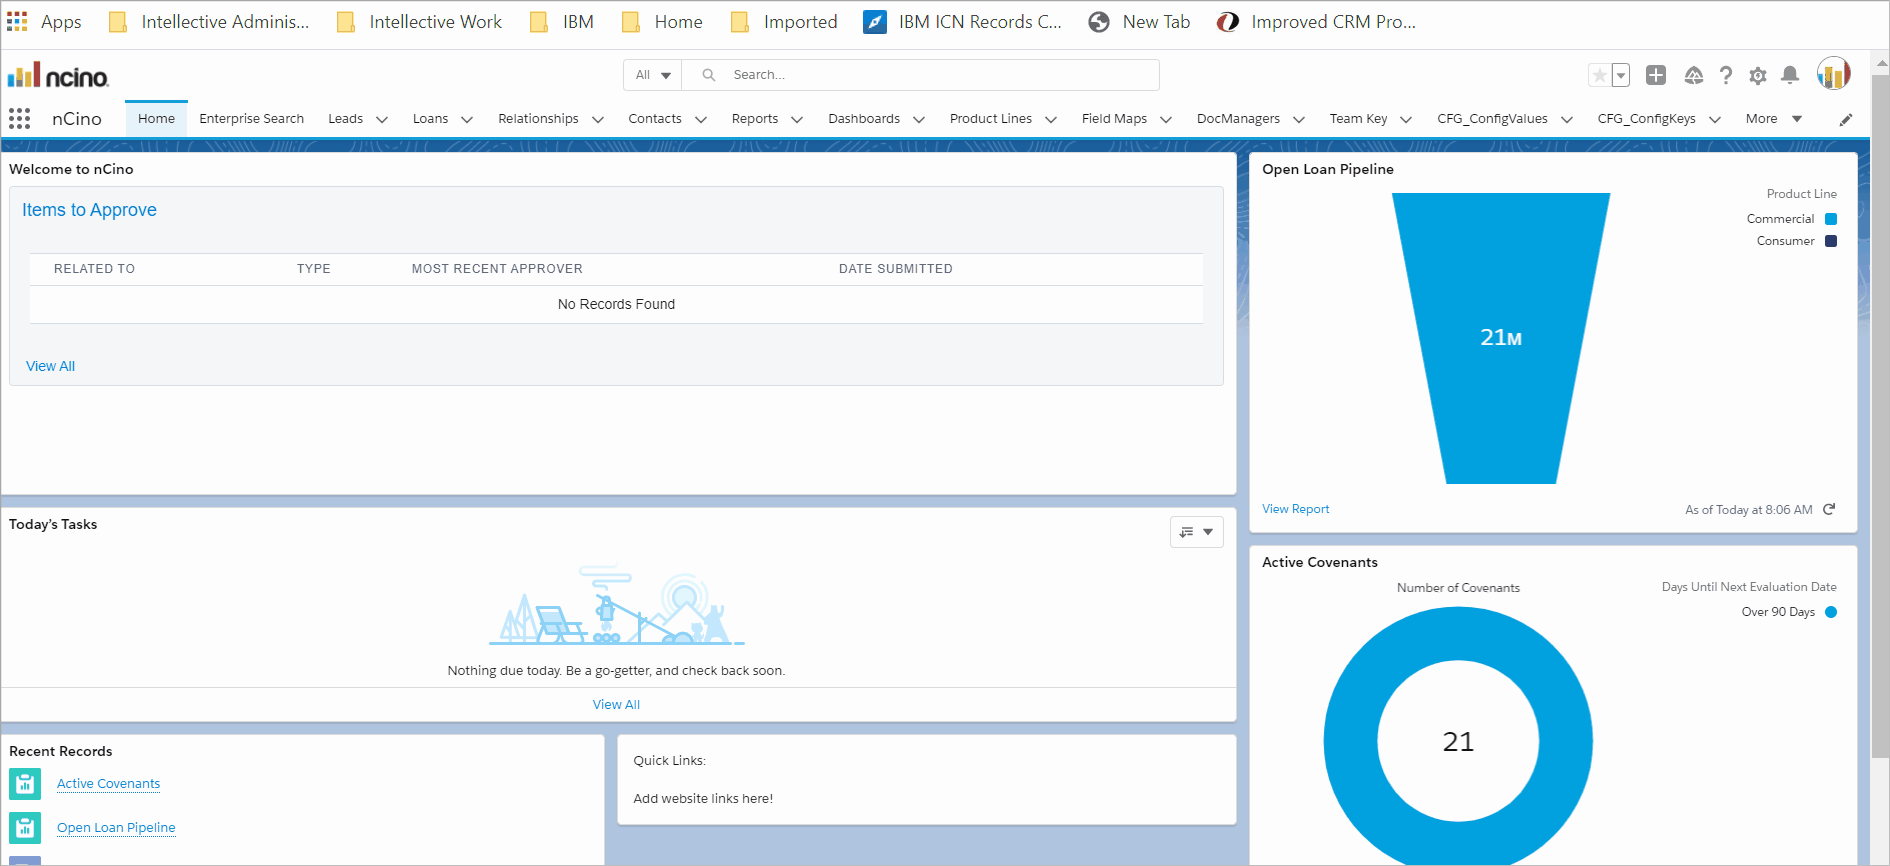 Apps Intellective Adminis... Intellective Work IBM Home Imported IBM ICN Records C... New Tab Improved CRM Pro...
ncino
All Search...
nCino Home Enterprise Search Leads Loans Relationships Contacts Reports Dashboards Product Lines Field Maps DocManagers Team Key CFG_ConfigValues CFG_ConfigKeys More
Welcome to nCino
Items to Approve
RELATED TO TYPE MOST RECENT APPROVER DATE SUBMITTED
No Records Found
View All
Open Loan Pipeline
Product Line
Commercial
Consumer
21M
View Report As of Today at 8:06 AM
Today's Tasks
Nothing due today. Be a go-getter, and check back soon.
View All
Active Covenants
Number of Covenants Days Until Next Evaluation Date
Over 90 Days
21
Recent Records
Active Covenants
Open Loan Pipeline
Quick Links:
Add website links here!